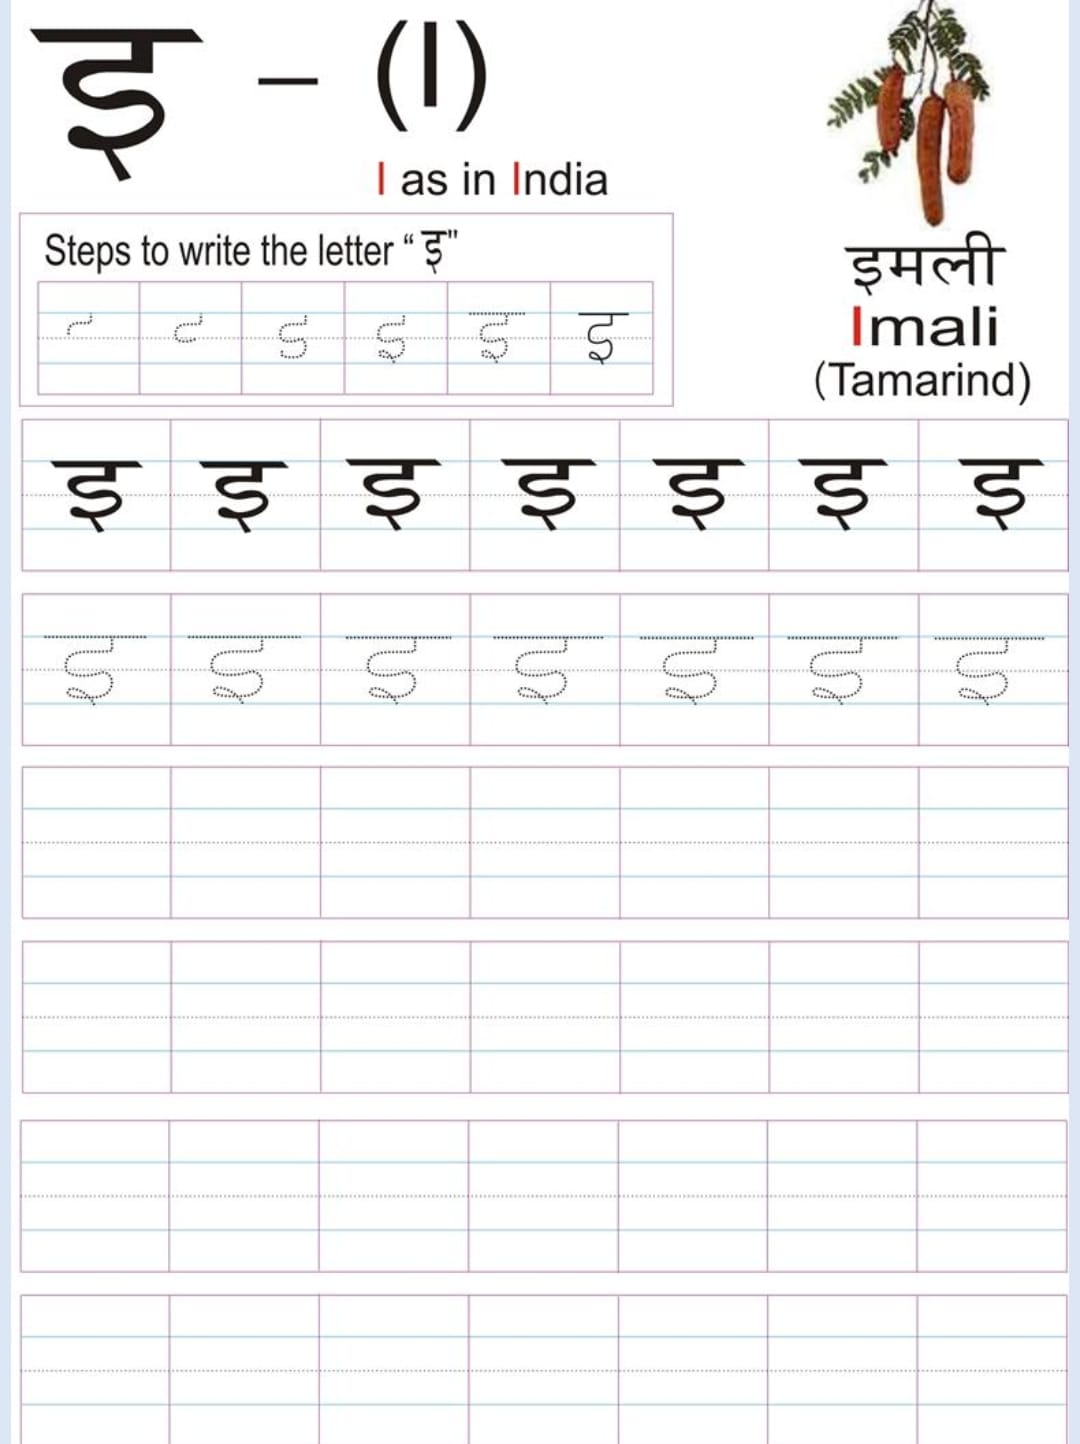 इ – (I)
I as in India
Steps to write the letter “ इ"
इ
इमली
Imali
(Tamarind)
इ इ इ इ इ इ इ
इ इ इ इ इ इ इ